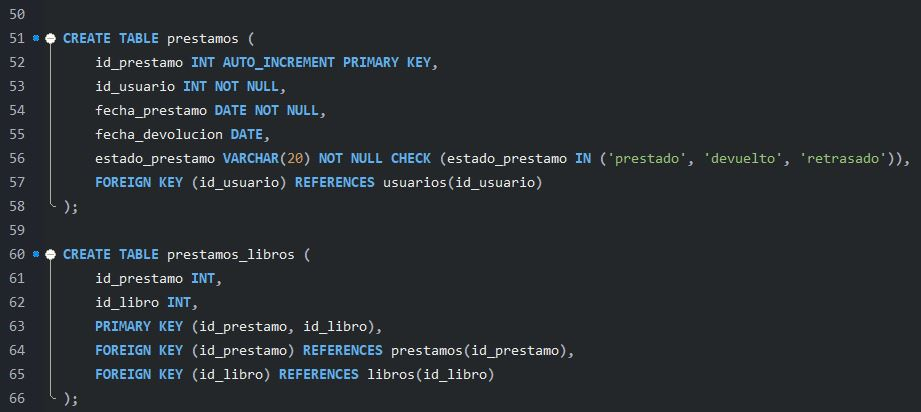 50
51 CREATE TABLE prestamos (
52 id_prestamo INT AUTO_INCREMENT PRIMARY KEY,
53 id_usuario INT NOT NULL,
54 fecha_prestamo DATE NOT NULL,
55 fecha_devolucion DATE,
56 estado_prestamo VARCHAR(20) NOT NULL CHECK (estado_prestamo IN ('prestado', 'devuelto', 'retrasado')),
57 FOREIGN KEY (id_usuario) REFERENCES usuarios(id_usuario)
58 );
59
60 CREATE TABLE prestamos_libros (
61 id_prestamo INT,
62 id_libro INT,
63 PRIMARY KEY (id_prestamo, id_libro),
64 FOREIGN KEY (id_prestamo) REFERENCES prestamos(id_prestamo),
65 FOREIGN KEY (id_libro) REFERENCES libros(id_libro)
66 );